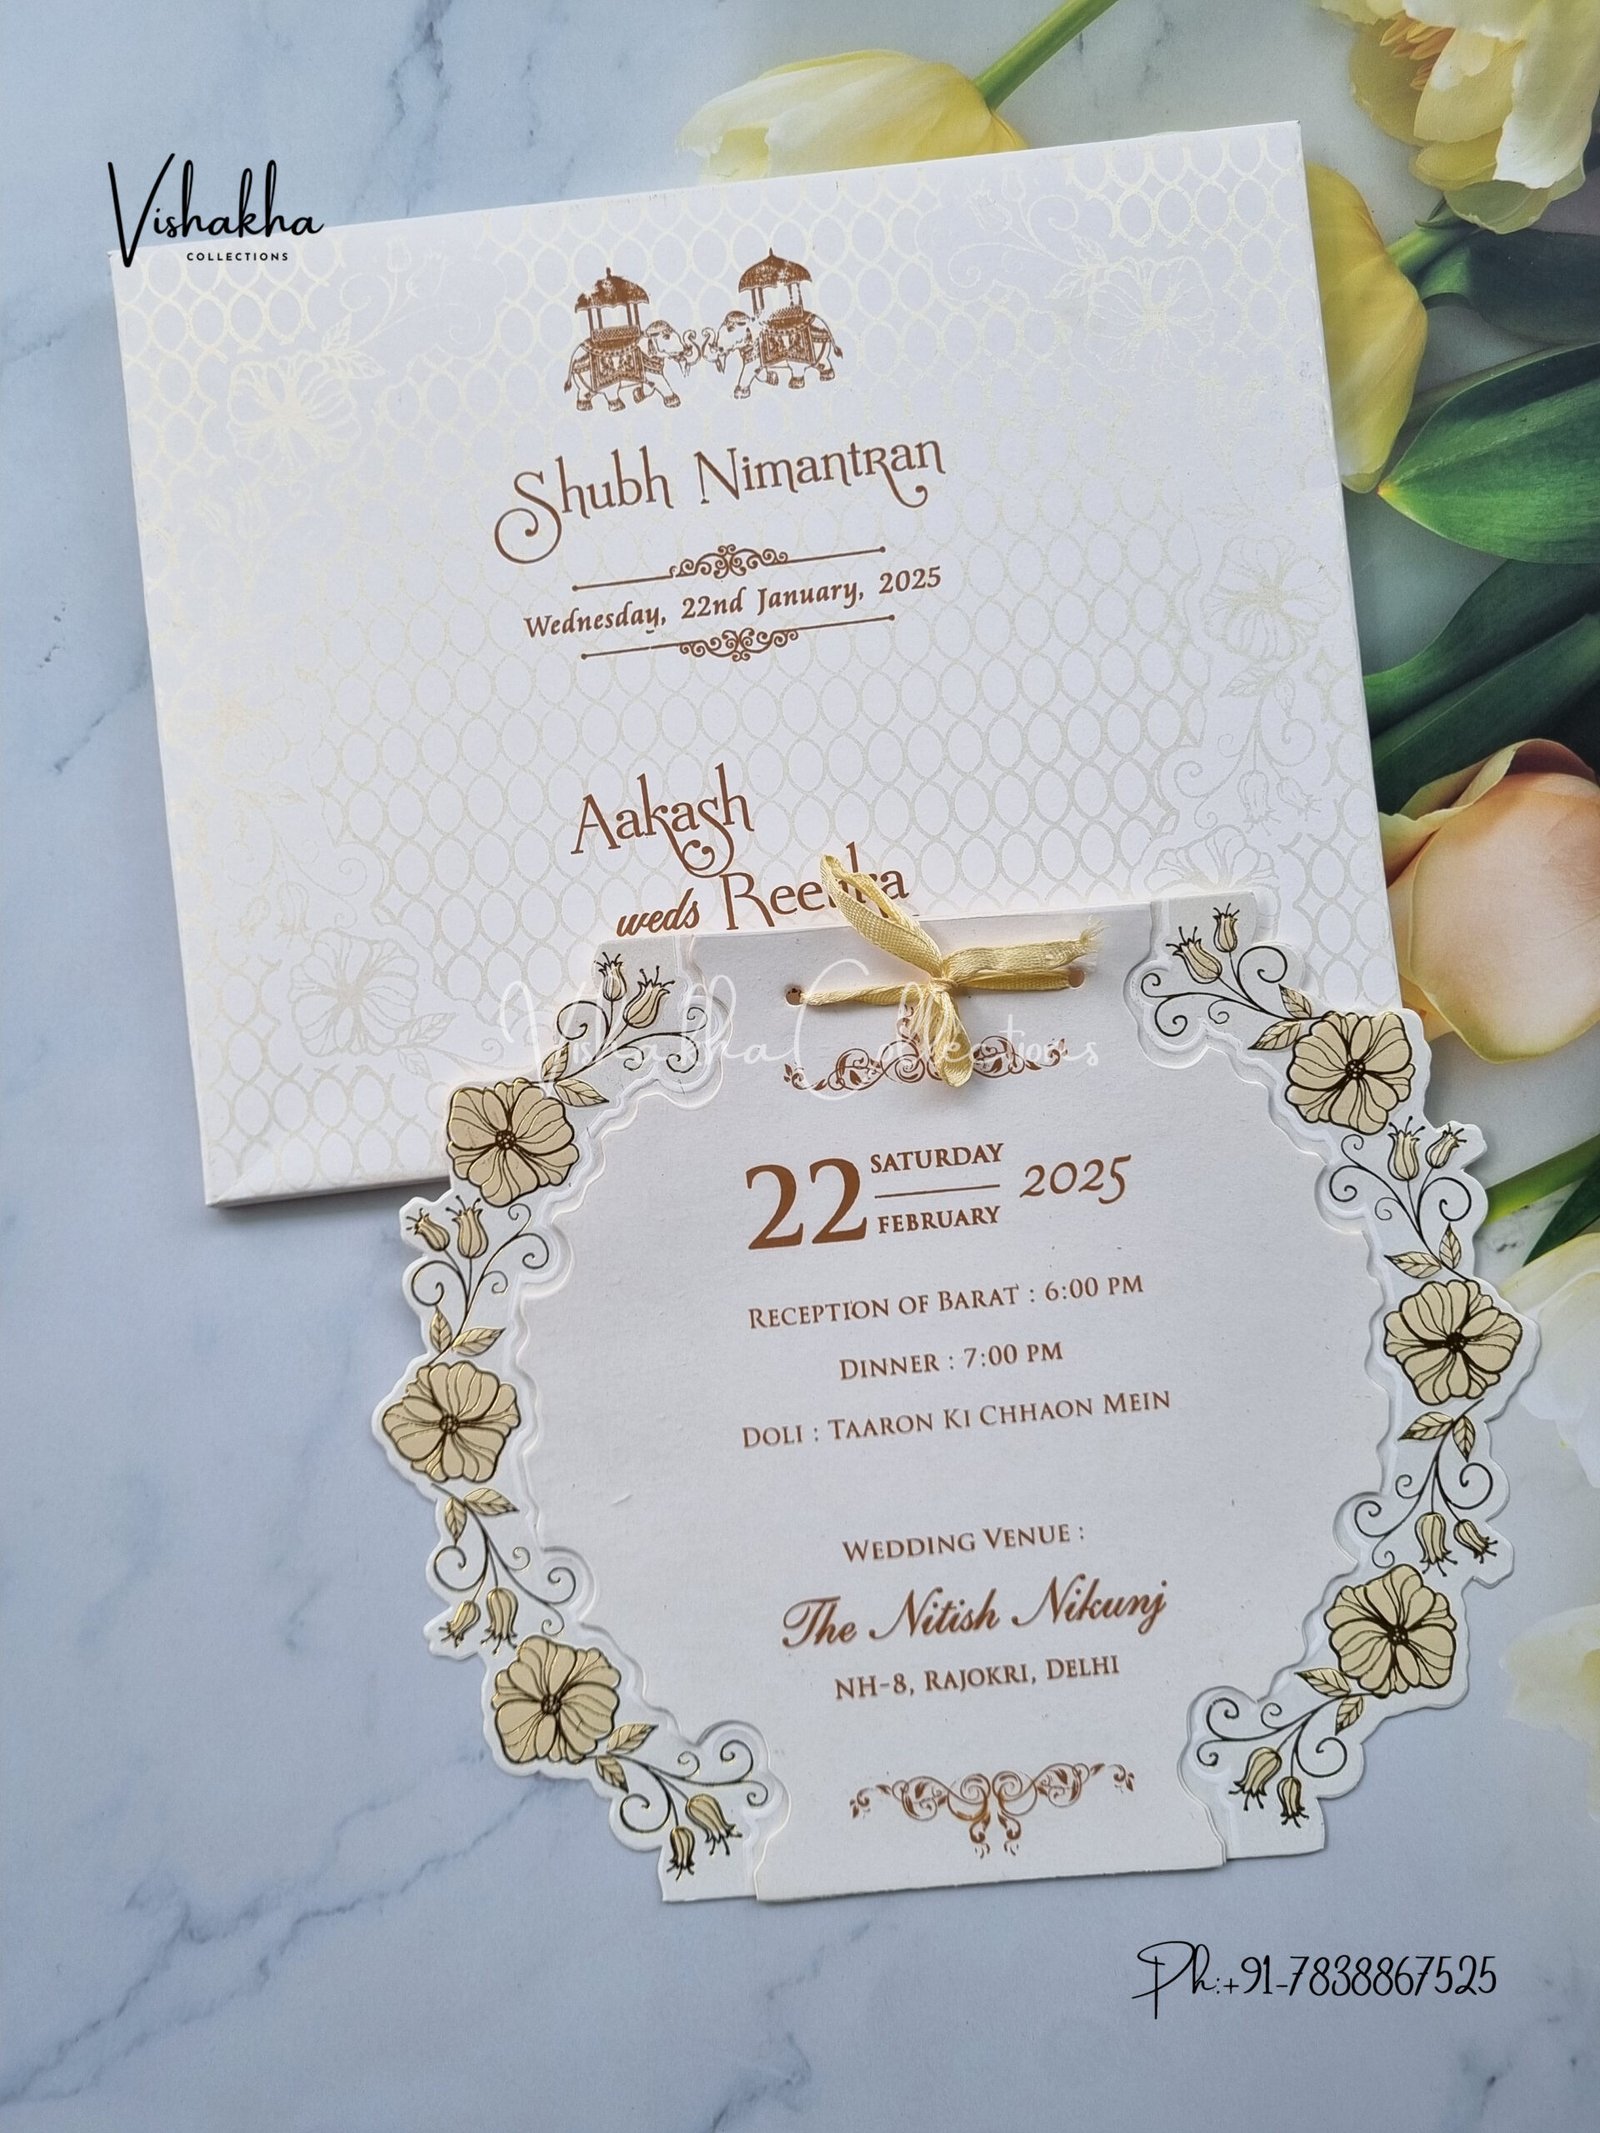 Vishakha
COLLECTIONS
Shubh Nimantran
Wednesday, 22nd January, 2025
Aakash
weds
Vishakha Collections
22 SATURDAY FEBRUARY 2025
RECEPTION OF BARAT : 6:00 PM
DINNER : 7:00 PM
DOLI : TAARON KI CHHAON MEIN
WEDDING VENUE :
The Nitish Nikunj
NH-8, RAJOKRI, DELHI
Ph:+91-7838867525